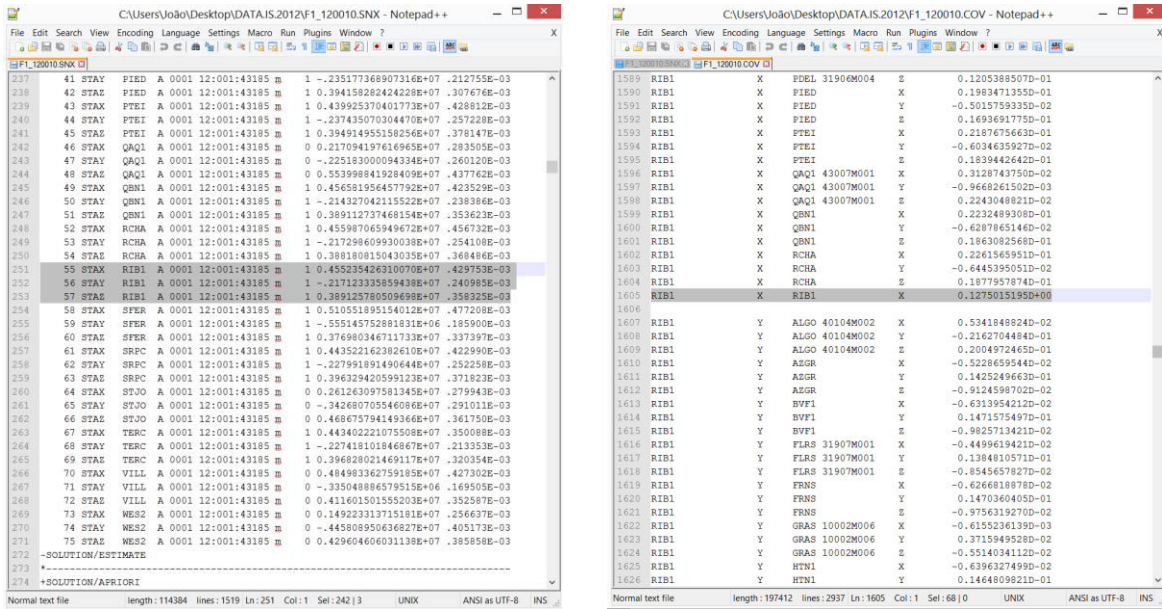 C:\Users\João\Desktop\DATA.IS.2012\F1_120010.SNX - Notepad++
File Edit Search View Encoding Language Settings Macro Run Plugins Window ? X
F1_120010.SNX
237 41 STAY PIED A 0001 12:001:43185 m 1 -.235177368907316E+07 .212755E-03
238 42 STAZ PIED A 0001 12:001:43185 m 1 0.394158282424228E+07 .307676E-03
239 43 STAX PTEI A 0001 12:001:43185 m 1 0.439925370401773E+07 .428812E-03
240 44 STAY PTEI A 0001 12:001:43185 m 1 -.237435070304470E+07 .257228E-03
241 45 STAZ PTEI A 0001 12:001:43185 m 1 0.394914955158256E+07 .378147E-03
242 46 STAX QAQ1 A 0001 12:001:43185 m 0 0.217094197616965E+07 .283505E-03
243 47 STAY QAQ1 A 0001 12:001:43185 m 0 -.225183000094334E+07 .260120E-03
244 48 STAZ QAQ1 A 0001 12:001:43185 m 0 0.553998841928409E+07 .437762E-03
245 49 STAX QBN1 A 0001 12:001:43185 m 1 0.456581956457792E+07 .423529E-03
246 50 STAY QBN1 A 0001 12:001:43185 m 1 -.214327042115522E+07 .238386E-03
247 51 STAZ QBN1 A 0001 12:001:43185 m 1 0.389112737468154E+07 .353623E-03
248 52 STAX RCHA A 0001 12:001:43185 m 1 0.455987065949672E+07 .456732E-03
249 53 STAY RCHA A 0001 12:001:43185 m 1 -.217298609930038E+07 .254108E-03
250 54 STAZ RCHA A 0001 12:001:43185 m 1 0.388180815043035E+07 .368486E-03
251 55 STAX RIB1 A 0001 12:001:43185 m 1 0.455235426310070E+07 .429753E-03
252 56 STAY RIB1 A 0001 12:001:43185 m 1 -.217123335859438E+07 .240985E-03
253 57 STAZ RIB1 A 0001 12:001:43185 m 1 0.389125780509698E+07 .358325E-03
254 58 STAX SFER A 0001 12:001:43185 m 1 0.510551895154012E+07 .477208E-03
255 59 STAY SFER A 0001 12:001:43185 m 1 -.555145752881831E+06 .185900E-03
256 60 STAZ SFER A 0001 12:001:43185 m 1 0.376980346711733E+07 .337397E-03
257 61 STAX SRPC A 0001 12:001:43185 m 1 0.443522162382610E+07 .422990E-03
258 62 STAY SRPC A 0001 12:001:43185 m 1 -.227991891490644E+07 .252258E-03
259 63 STAZ SRPC A 0001 12:001:43185 m 1 0.396329420599123E+07 .371823E-03
260 64 STAX STJO A 0001 12:001:43185 m 0 0.261263097581345E+07 .279943E-03
261 65 STAY STJO A 0001 12:001:43185 m 0 -.342680705546086E+07 .291011E-03
262 66 STAZ STJO A 0001 12:001:43185 m 0 0.468675794149366E+07 .361750E-03
263 67 STAX TERC A 0001 12:001:43185 m 1 0.443402221075508E+07 .350088E-03
264 68 STAY TERC A 0001 12:001:43185 m 1 -.227418101846867E+07 .213353E-03
265 69 STAZ TERC A 0001 12:001:43185 m 1 0.396828021469117E+07 .320354E-03
266 70 STAX VILL A 0001 12:001:43185 m 0 0.484983362759185E+07 .427302E-03
267 71 STAY VILL A 0001 12:001:43185 m 0 -.335048886579515E+06 .169505E-03
268 72 STAZ VILL A 0001 12:001:43185 m 0 0.411601501555203E+07 .352587E-03
269 73 STAX WES2 A 0001 12:001:43185 m 0 0.149223313715181E+07 .256637E-03
270 74 STAY WES2 A 0001 12:001:43185 m 0 -.445808950636827E+07 .405173E-03
271 75 STAZ WES2 A 0001 12:001:43185 m 0 0.429604606031138E+07 .385858E-03
272 -SOLUTION/ESTIMATE
273 *-------------------------------------------------------------------------------
274 +SOLUTION/APRIORI
Normal text file length : 114384 lines : 1519 Ln : 251 Col : 1 Sel : 242 | 3 UNIX ANSI as UTF-8 INS
C:\Users\João\Desktop\DATA.IS.2012\F1_120010.COV - Notepad++
File Edit Search View Encoding Language Settings Macro Run Plugins Window ? X
F1_120010.SNX F1_120010.COV
1589 RIB1 X PDEL 31906M004 Z 0.1205388507D-01
1590 RIB1 X PIED X 0.1983471355D-01
1591 RIB1 X PIED Y -0.5015759335D-02
1592 RIB1 X PIED Z 0.1693691775D-01
1593 RIB1 X PTEI X 0.2187675663D-01
1594 RIB1 X PTEI Y -0.6034635927D-02
1595 RIB1 X PTEI Z 0.1839442642D-01
1596 RIB1 X QAQ1 43007M001 X 0.3128743750D-02
1597 RIB1 X QAQ1 43007M001 Y -0.9668261502D-03
1598 RIB1 X QAQ1 43007M001 Z 0.2243048821D-02
1599 RIB1 X QBN1 X 0.2232489308D-01
1600 RIB1 X QBN1 Y -0.6287865146D-02
1601 RIB1 X QBN1 Z 0.1863082568D-01
1602 RIB1 X RCHA X 0.2261565951D-01
1603 RIB1 X RCHA Y -0.6445395051D-02
1604 RIB1 X RCHA Z 0.1877957874D-01
1605 RIB1 X RIB1 X 0.1275015195D+00
1606
1607 RIB1 Y ALGO 40104M002 X 0.5341848824D-02
1608 RIB1 Y ALGO 40104M002 Y -0.2162704484D-01
1609 RIB1 Y ALGO 40104M002 Z 0.2004972465D-01
1610 RIB1 Y AZGR X -0.5228659544D-02
1611 RIB1 Y AZGR Y 0.1425249663D-01
1612 RIB1 Y AZGR Z -0.9124598702D-02
1613 RIB1 Y BVF1 X -0.6313954212D-02
1614 RIB1 Y BVF1 Y 0.1471575497D-01
1615 RIB1 Y BVF1 Z -0.9825713421D-02
1616 RIB1 Y FLRS 31907M001 X -0.4499619421D-02
1617 RIB1 Y FLRS 31907M001 Y 0.1384810571D-01
1618 RIB1 Y FLRS 31907M001 Z -0.8545657827D-02
1619 RIB1 Y FRNS X -0.6266818878D-02
1620 RIB1 Y FRNS Y 0.1470360405D-01
1621 RIB1 Y FRNS Z -0.9756319270D-02
1622 RIB1 Y GRAS 10002M006 X -0.6155236139D-03
1623 RIB1 Y GRAS 10002M006 Y 0.3715949528D-02
1624 RIB1 Y GRAS 10002M006 Z -0.5514034112D-02
1625 RIB1 Y HTN1 X -0.6396327499D-02
1626 RIB1 Y HTN1 Y 0.1464809821D-01
Normal text file length : 197412 lines : 2937 Ln : 1605 Col : 1 Sel : 68 | 0 UNIX ANSI as UTF-8 INS